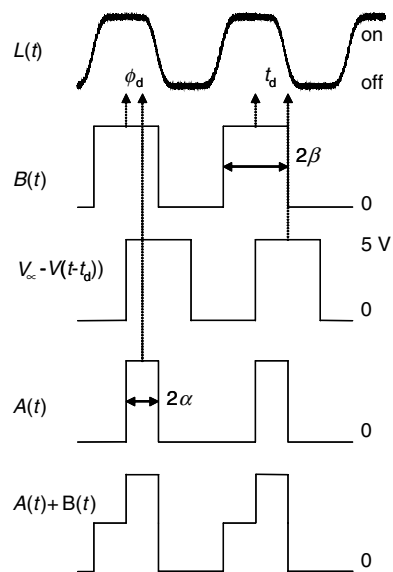 L(t)
on
off
ϕd
td
B(t)
2β
0
V∝-V(t-td))
5 V
0
A(t)
2α
0
A(t)+B(t)
0